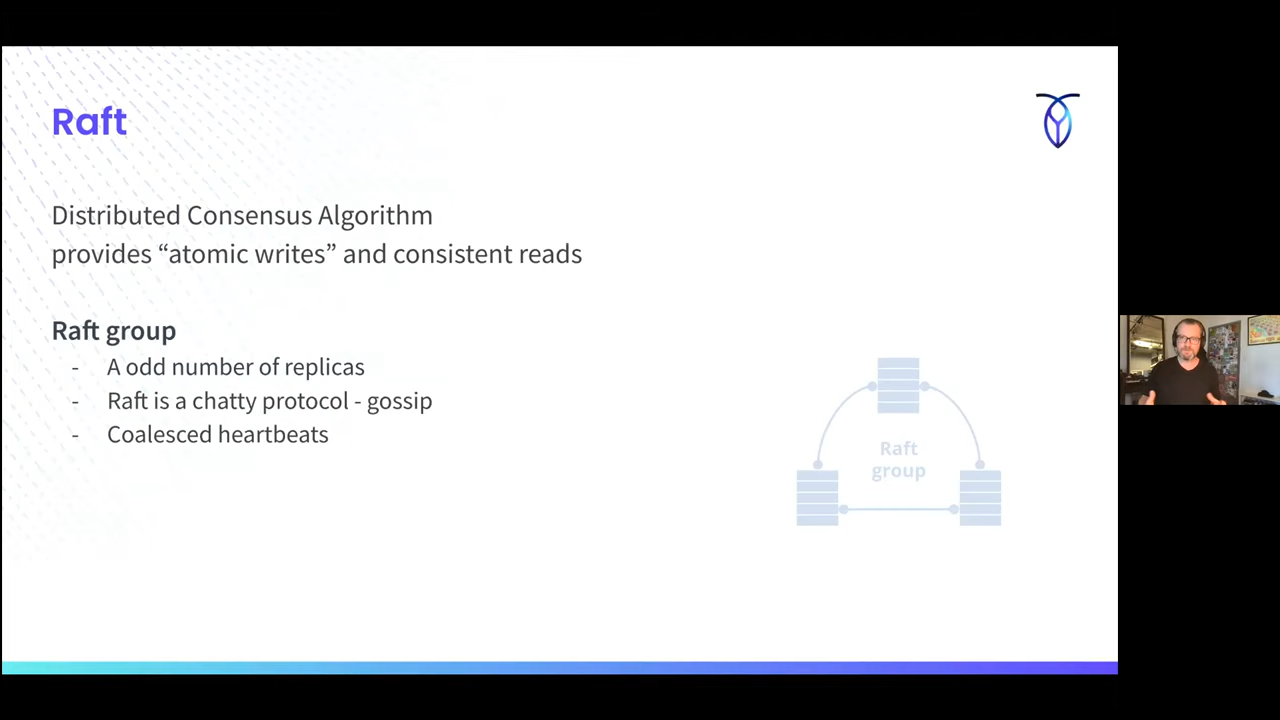 Raft
Distributed Consensus Algorithm
provides “atomic writes” and consistent reads
Raft group
- A odd number of replicas
- Raft is a chatty protocol - gossip
- Coalesced heartbeats
Raft
group